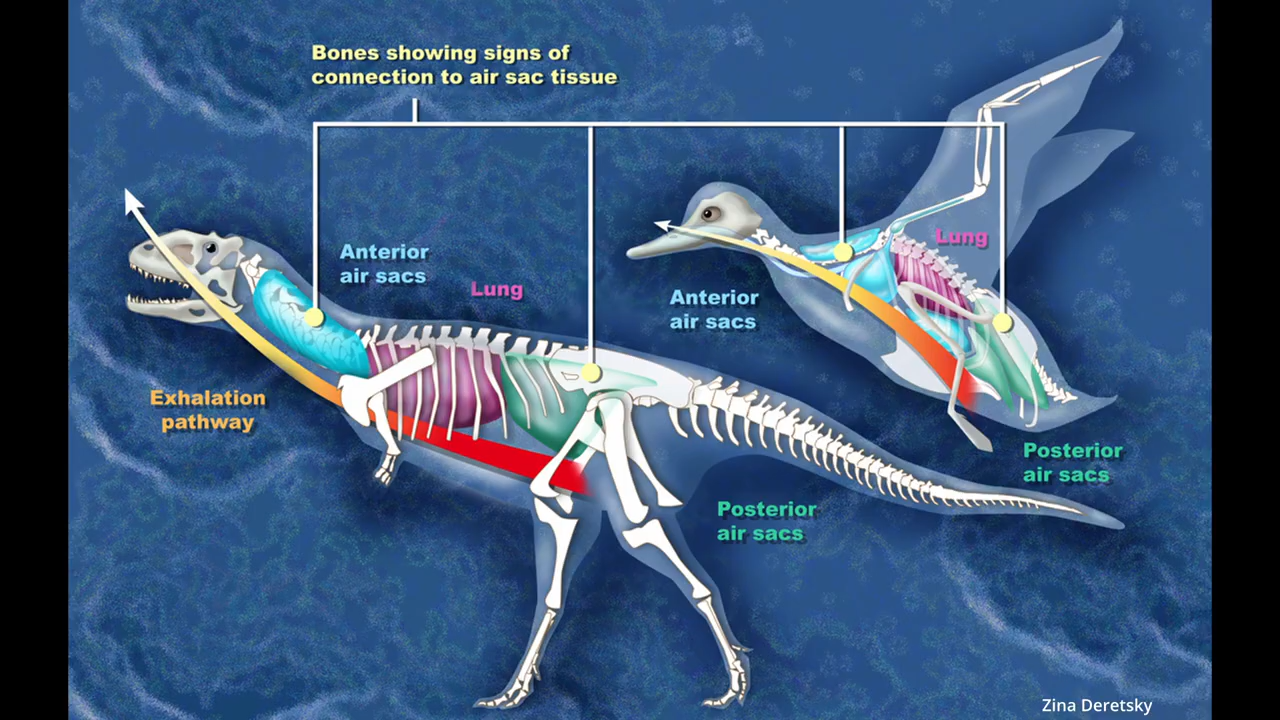 Bones showing signs of
connection to air sac tissue
Anterior
air sacs
Lung
Exhalation
pathway
Posterior
air sacs
Lung
Anterior
air sacs
Posterior
air sacs
Zina Deretsky